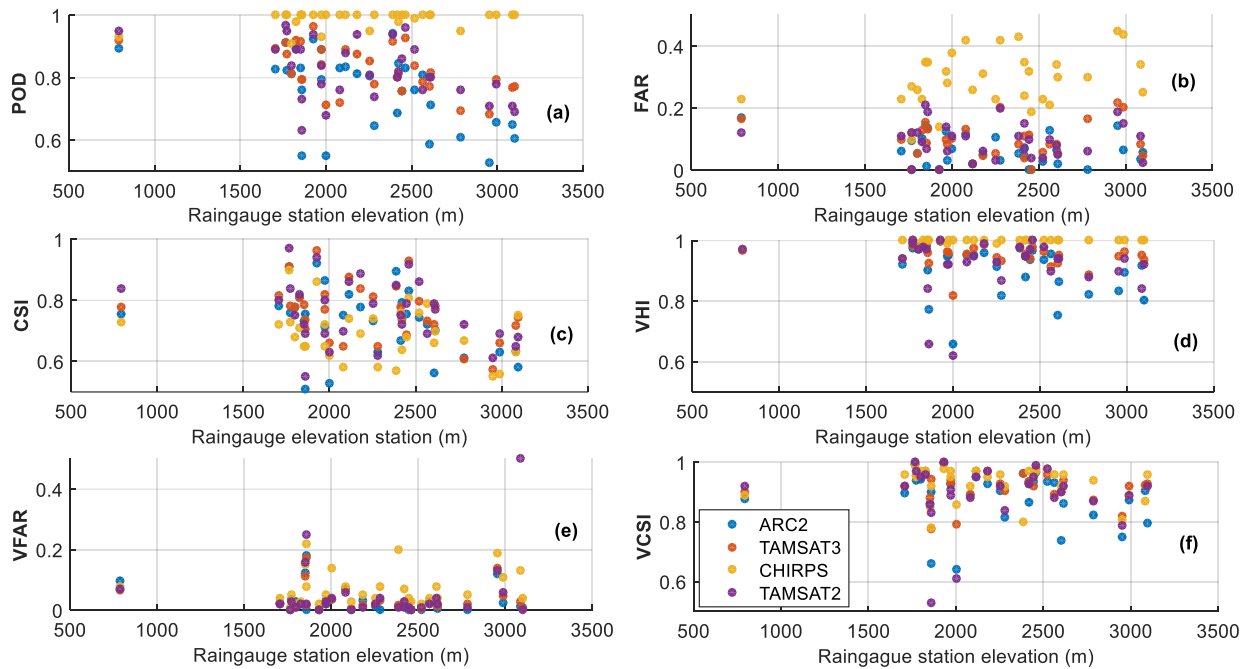 1
0.8
0.6
POD
(a)
500 1000 1500 2000 2500 3000 3500
Raingauge station elevation (m)
0.4
0.2
0
FAR
(b)
500 1000 1500 2000 2500 3000 3500
Raingauge station elevation (m)
1
0.8
0.6
CSI
(c)
500 1000 1500 2000 2500 3000 3500
Raingauge elevation station (m)
1
0.8
0.6
VHI
(d)
500 1000 1500 2000 2500 3000 3500
Raingauge station elevation (m)
0.4
0.2
0
VFAR
(e)
500 1000 1500 2000 2500 3000 3500
Raingauge station elevation (m)
1
0.8
0.6
VCSI
(f)
ARC2
TAMSAT3
CHIRPS
TAMSAT2
500 1000 1500 2000 2500 3000 3500
Raingague station elevation (m)